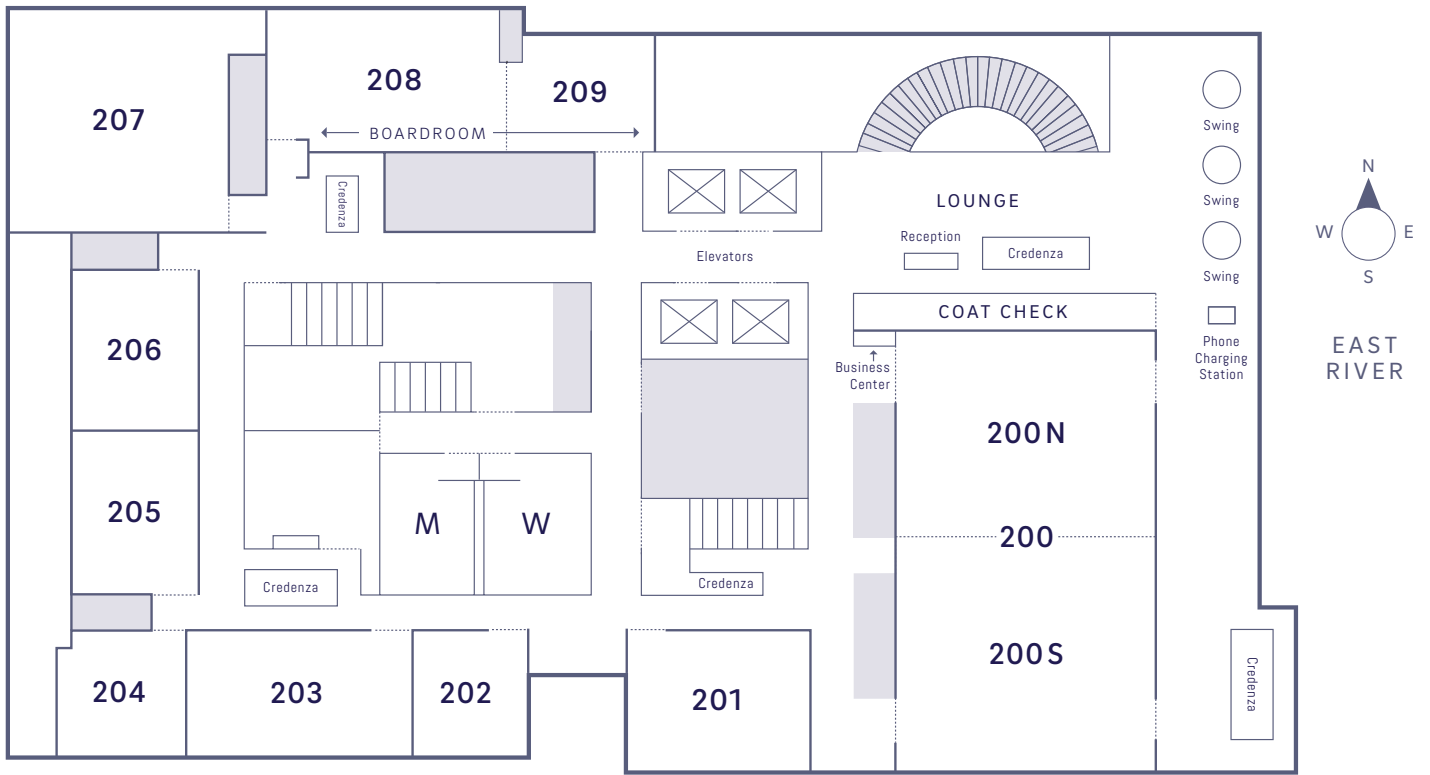 207
208
209
BOARDROOM
Credenza
Elevators
LOUNGE
Reception
Credenza
Swing
Swing
Swing
Phone
Charging
Station
N
W
E
S
EAST
RIVER
COAT CHECK
Business
Center
206
205
M
W
Credenza
Credenza
200N
200
200S
204
203
202
201
Credenza